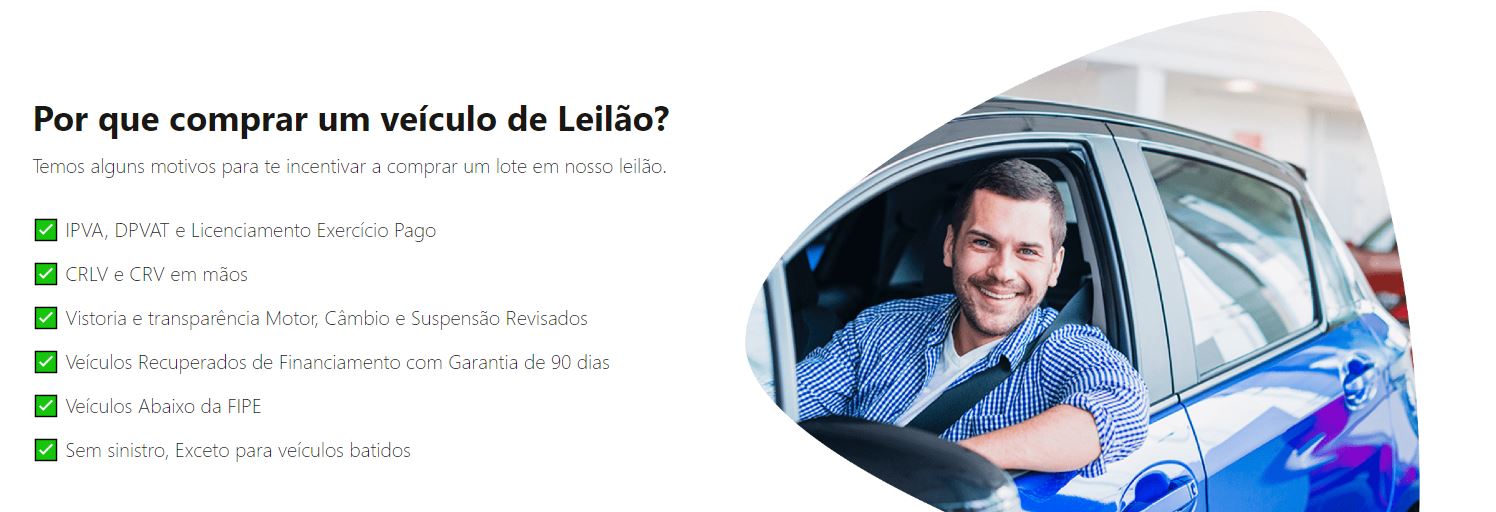 Por que comprar um veículo de Leilão?
Temos alguns motivos para te incentivar a comprar um lote em nosso leilão.
IPVA, DPVAT e Licenciamento Exercício Pago
CRLV e CRV em mãos
Vistoria e transparência Motor, Câmbio e Suspensão Revisados
Veículos Recuperados de Financiamento com Garantia de 90 dias
Veículos Abaixo da FIPE
Sem sinistro, Exceto para veículos batidos